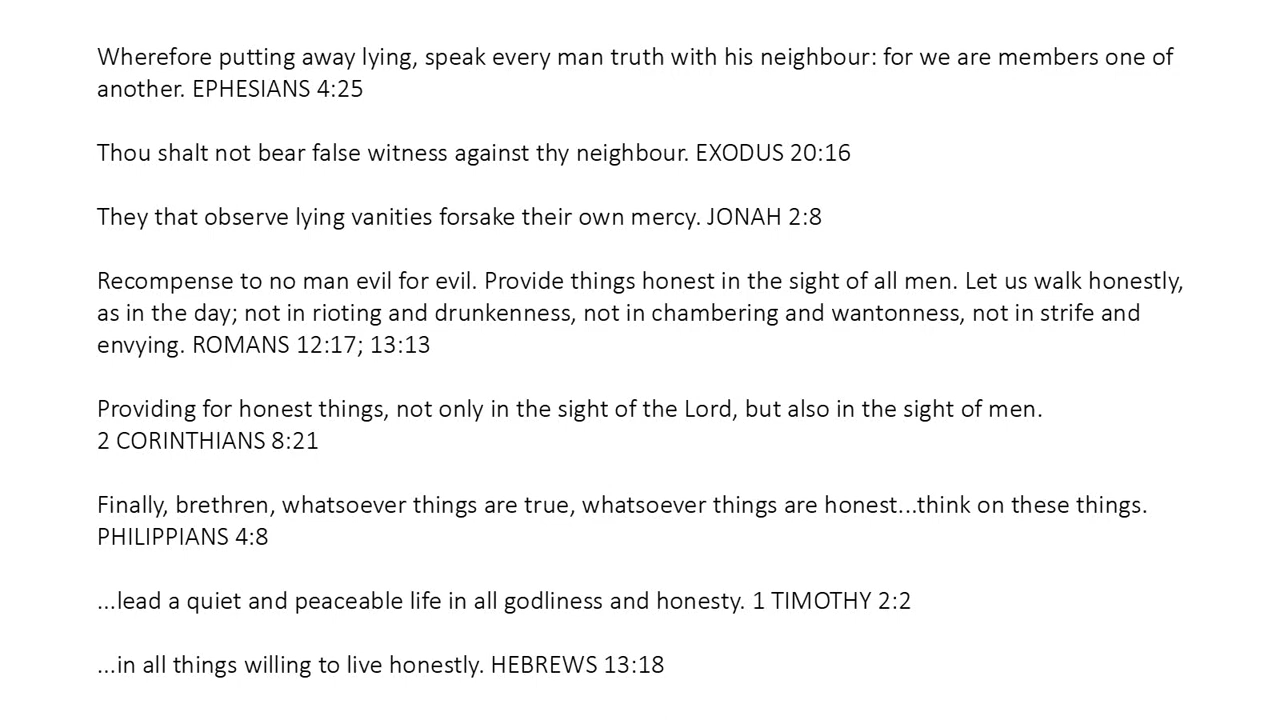 Wherefore putting away lying, speak every man truth with his neighbour: for we are members one of
another. EPHESIANS 4:25
Thou shalt not bear false witness against thy neighbour. EXODUS 20:16
They that observe lying vanities forsake their own mercy. JONAH 2:8
Recompense to no man evil for evil. Provide things honest in the sight of all men. Let us walk honestly,
as in the day; not in rioting and drunkenness, not in chambering and wantonness, not in strife and
envying. ROMANS 12:17; 13:13
Providing for honest things, not only in the sight of the Lord, but also in the sight of men.
2 CORINTHIANS 8:21
Finally, brethren, whatsoever things are true, whatsoever things are honest...think on these things.
PHILIPPIANS 4:8
...lead a quiet and peaceable life in all godliness and honesty. 1 TIMOTHY 2:2
...in all things willing to live honestly. HEBREWS 13:18